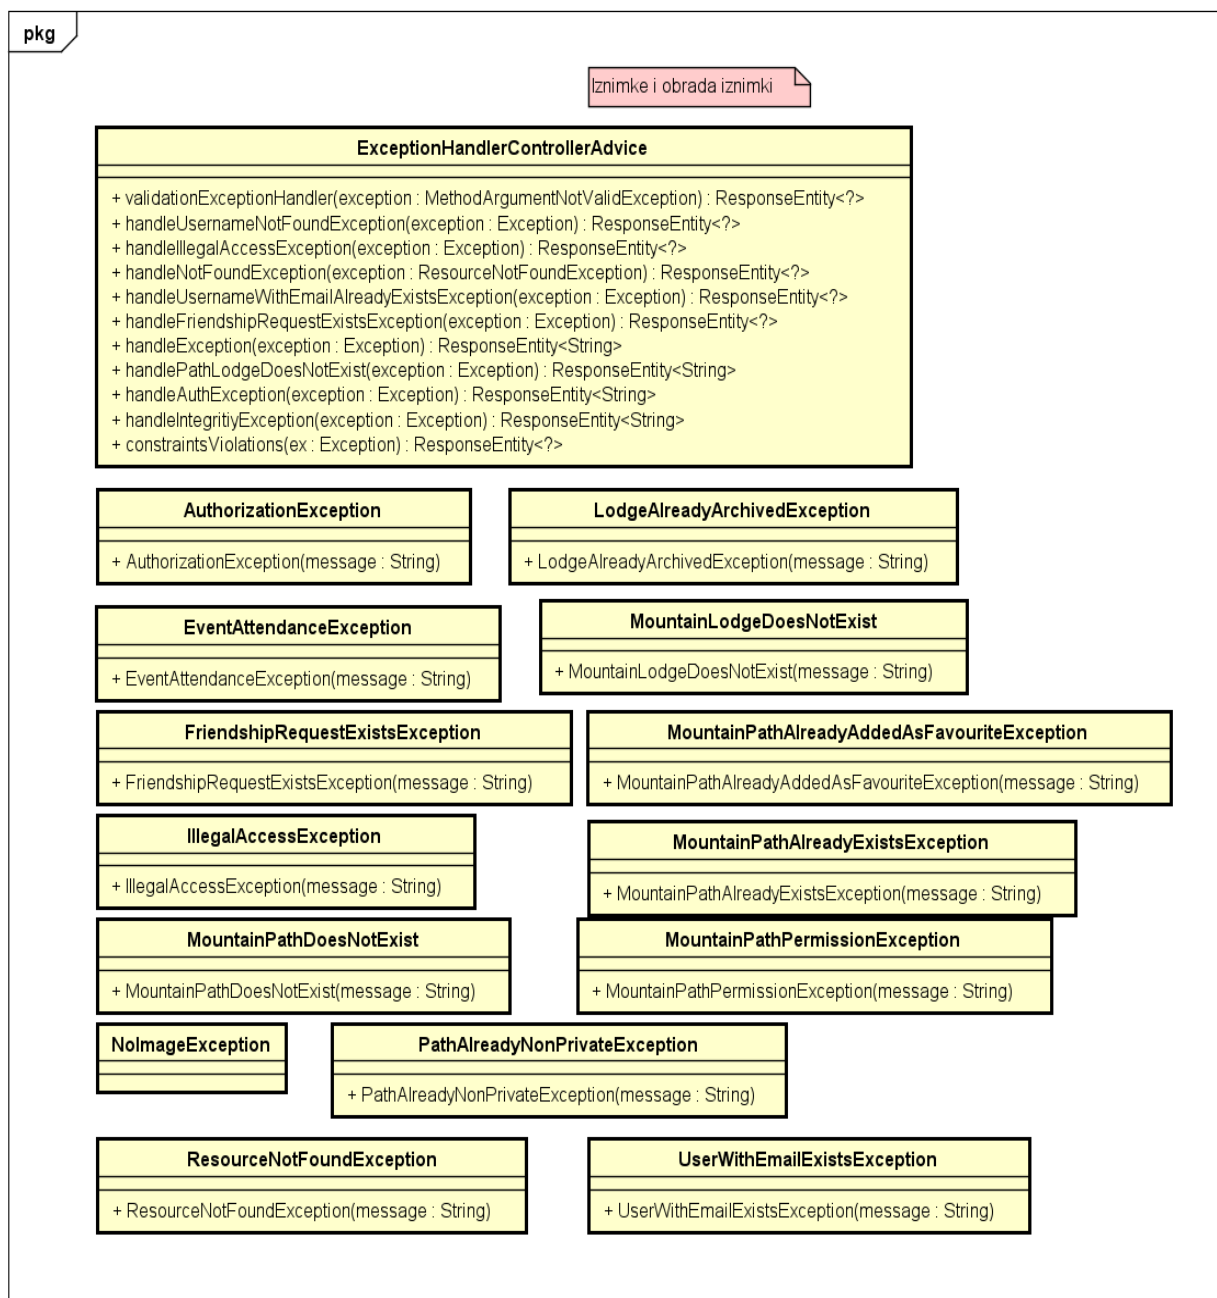 pkg
Iznimke i obrada iznimki
ExceptionHandlerControllerAdvice
+ validationExceptionHandler(exception : MethodArgumentNotValidException) : ResponseEntity<?>
+ handleUsernameNotFoundException(exception : Exception) : ResponseEntity<?>
+ handleIllegalAccessException(exception : Exception) : ResponseEntity<?>
+ handleNotFoundException(exception : ResourceNotFoundException) : ResponseEntity<?>
+ handleUsernameWithEmailAlreadyExistsException(exception : Exception) : ResponseEntity<?>
+ handleFriendshipRequestExistsException(exception : Exception) : ResponseEntity<?>
+ handleException(exception : Exception) : ResponseEntity<String>
+ handlePathLodgeDoesNotExist(exception : Exception) : ResponseEntity<String>
+ handleAuthException(exception : Exception) : ResponseEntity<String>
+ handleIntegritiyException(exception : Exception) : ResponseEntity<String>
+ constraintsViolations(ex : Exception) : ResponseEntity<?>
AuthorizationException
+ AuthorizationException(message : String)
LodgeAlreadyArchivedException
+ LodgeAlreadyArchivedException(message : String)
EventAttendanceException
+ EventAttendanceException(message : String)
MountainLodgeDoesNotExist
+ MountainLodgeDoesNotExist(message : String)
FriendshipRequestExistsException
+ FriendshipRequestExistsException(message : String)
MountainPathAlreadyAddedAsFavouriteException
+ MountainPathAlreadyAddedAsFavouriteException(message : String)
IllegalAccessException
+ IllegalAccessException(message : String)
MountainPathAlreadyExistsException
+ MountainPathAlreadyExistsException(message : String)
MountainPathDoesNotExist
+ MountainPathDoesNotExist(message : String)
MountainPathPermissionException
+ MountainPathPermissionException(message : String)
NoImageException
PathAlreadyNonPrivateException
+ PathAlreadyNonPrivateException(message : String)
ResourceNotFoundException
+ ResourceNotFoundException(message : String)
UserWithEmailExistsException
+ UserWithEmailExistsException(message : String)